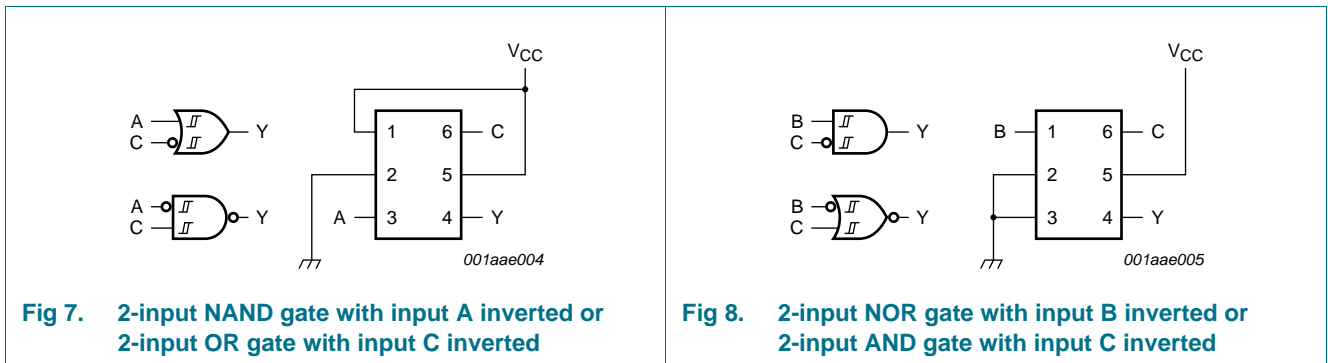 VCC
A
C
Y
A
C
Y
1 6 C
2 5
A 3 4 Y
001aae004
Fig 7. 2-input NAND gate with input A inverted or
2-input OR gate with input C inverted
VCC
B
C
Y
B
C
Y
B 1 6 C
2 5
3 4 Y
001aae005
Fig 8. 2-input NOR gate with input B inverted or
2-input AND gate with input C inverted